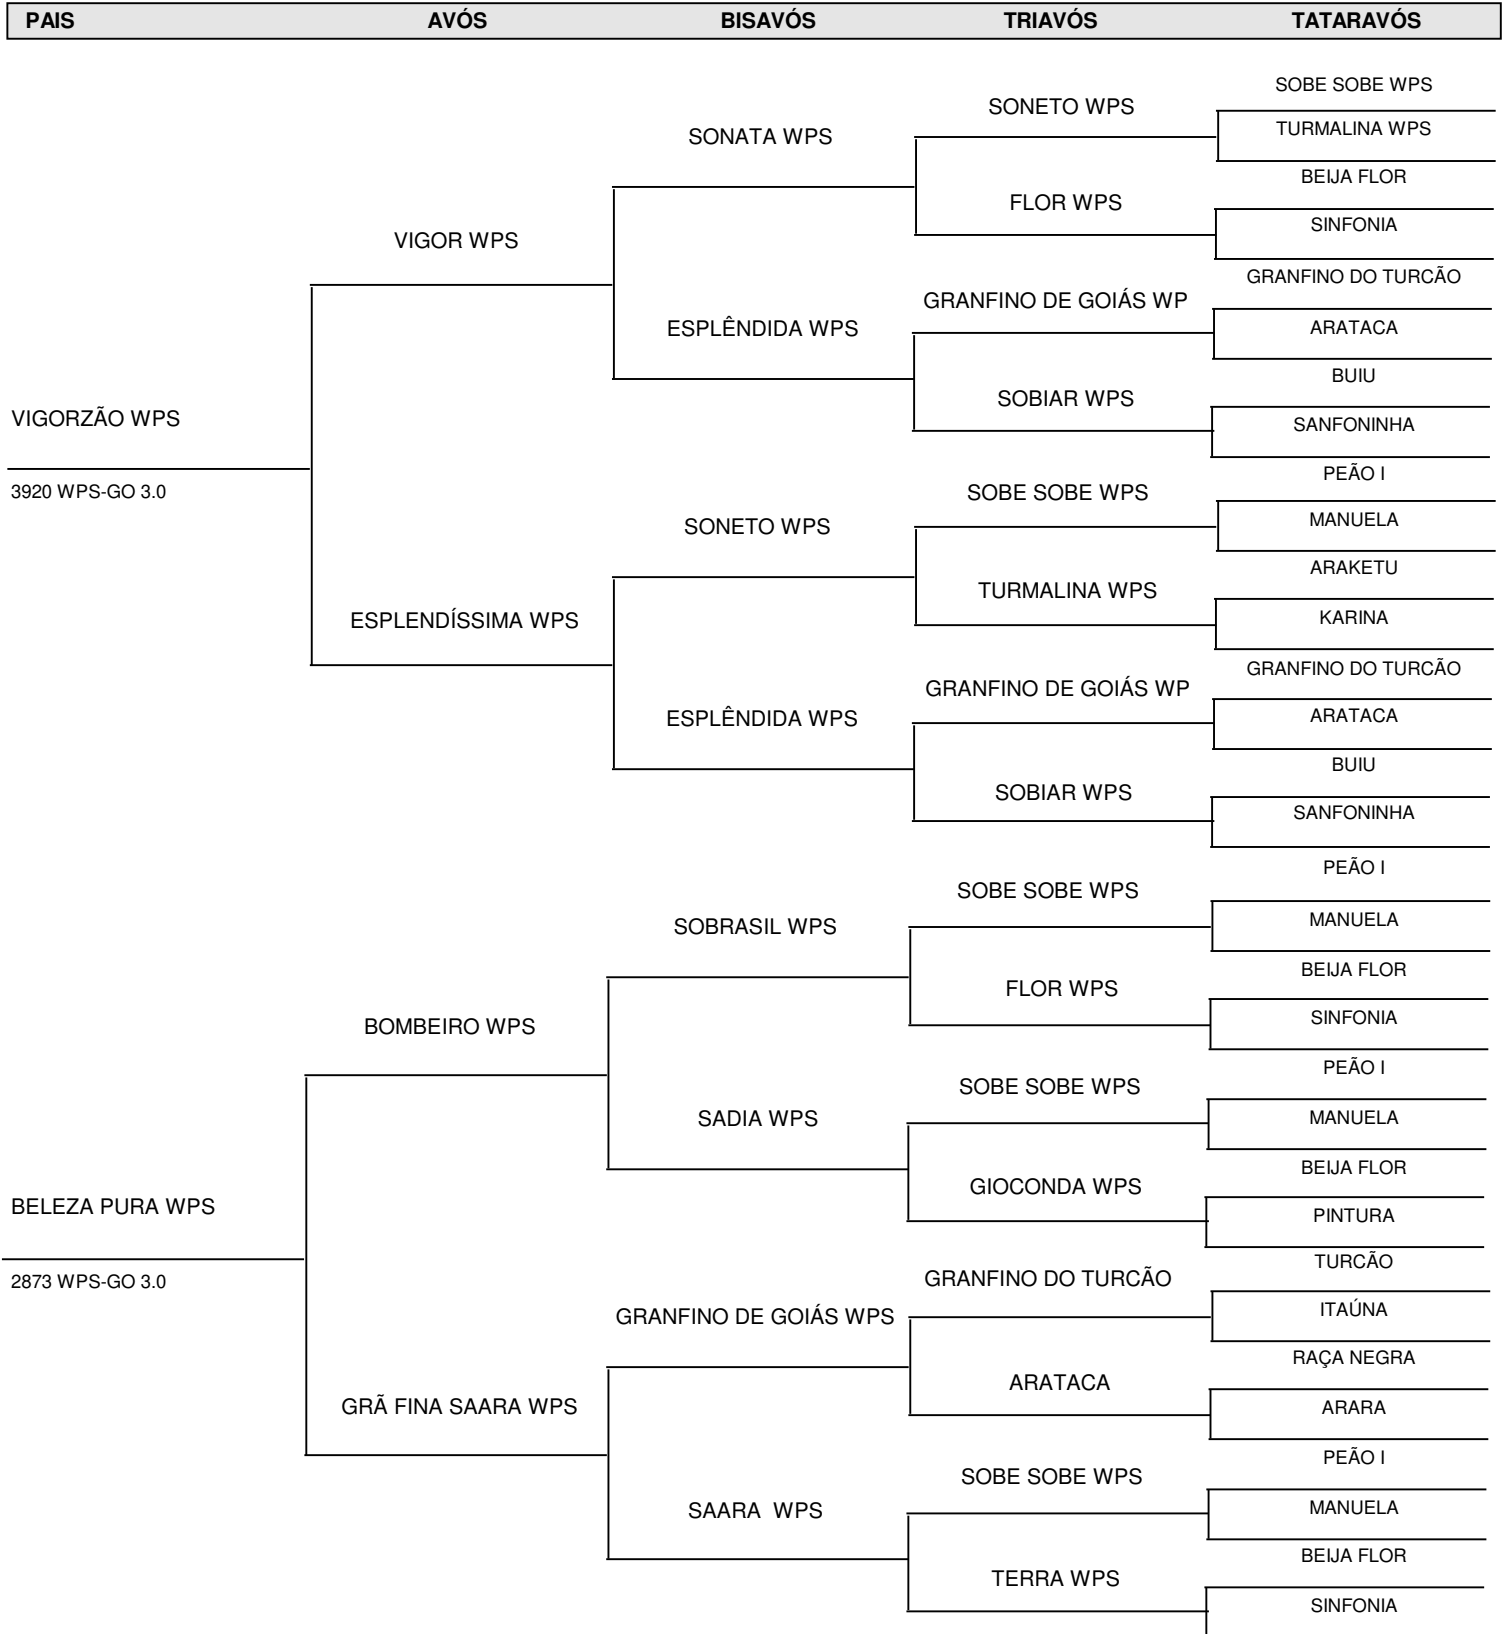 PAIS AVÓS BISAVÓS TRIAVÓS TATARAVÓS
SOBE SOBE WPS
SONETO WPS
TURMALINA WPS
SONATA WPS
BEIJA FLOR
FLOR WPS
SINFONIA
VIGOR WPS
GRANFINO DO TURCÃO
GRANFINO DE GOIÁS WP
ARATACA
ESPLÊNDIDA WPS
BUIU
SOBIAR WPS
SANFONINHA
VIGORZÃO WPS
3920 WPS-GO 3.0
PEÃO I
SOBE SOBE WPS
MANUELA
SONETO WPS
ARAKETU
TURMALINA WPS
KARINA
ESPLENDÍSSIMA WPS
GRANFINO DO TURCÃO
GRANFINO DE GOIÁS WP
ARATACA
ESPLÊNDIDA WPS
BUIU
SOBIAR WPS
SANFONINHA
PEÃO I
SOBE SOBE WPS
MANUELA
SOBRASIL WPS
BEIJA FLOR
FLOR WPS
SINFONIA
BOMBEIRO WPS
PEÃO I
SOBE SOBE WPS
MANUELA
SADIA WPS
BEIJA FLOR
GIOCONDA WPS
PINTURA
BELEZA PURA WPS
2873 WPS-GO 3.0
TURCÃO
GRANFINO DO TURCÃO
ITAÚNA
GRANFINO DE GOIÁS WPS
RAÇA NEGRA
ARATACA
ARARA
GRÃ FINA SAARA WPS
PEÃO I
SOBE SOBE WPS
MANUELA
SAARA WPS
BEIJA FLOR
TERRA WPS
SINFONIA